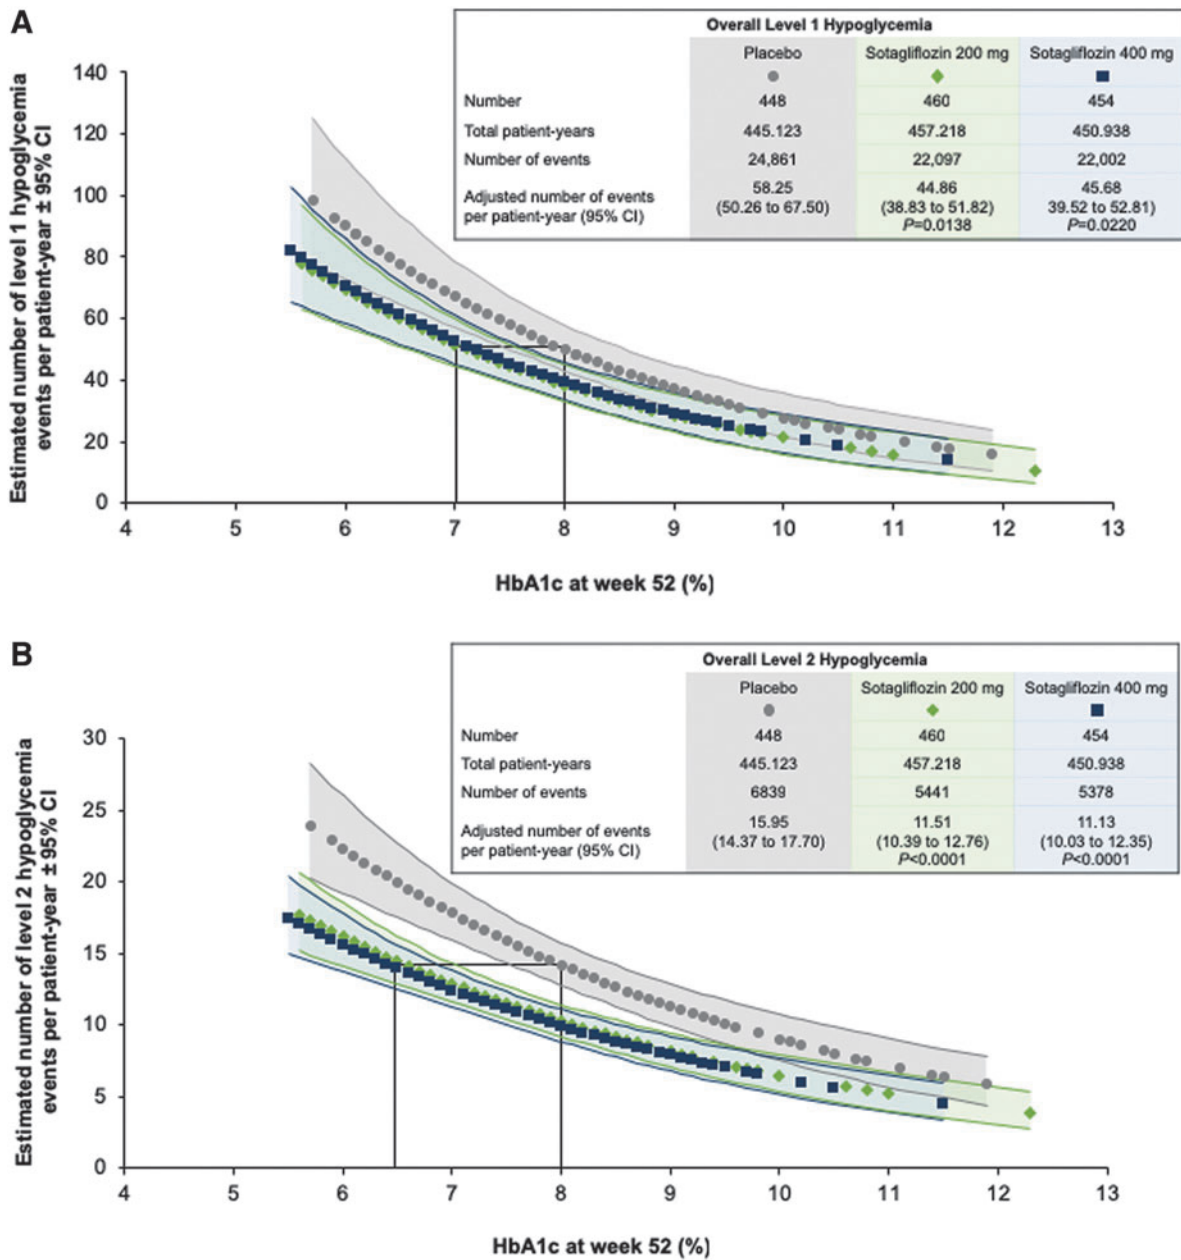 A
Overall Level 1 Hypoglycemia
Placebo Sotagliflozin 200 mg Sotagliflozin 400 mg
Number 448 460 454
Total patient-years 445.123 457.218 450.938
Number of events 24,861 22,097 22,002
Adjusted number of events
per patient-year (95% CI)
58.25
(50.26 to 67.50)
44.86
(38.83 to 51.82)
P=0.0138
45.68
39.52 to 52.81)
P=0.0220
Estimated number of level 1 hypoglycemia
events per patient-year ± 95% CI
140
120
100
80
60
40
20
0
4 5 6 7 8 9 10 11 12 13
HbA1c at week 52 (%)
B
Overall Level 2 Hypoglycemia
Placebo Sotagliflozin 200 mg Sotagliflozin 400 mg
Number 448 460 454
Total patient-years 445.123 457.218 450.938
Number of events 6839 5441 5378
Adjusted number of events
per patient-year (95% CI)
15.95
(14.37 to 17.70)
11.51
(10.39 to 12.76)
P<0.0001
11.13
(10.03 to 12.35)
P<0.0001
Estimated number of level 2 hypoglycemia
events per patient-year ± 95% CI
30
25
20
15
10
5
0
4 5 6 7 8 9 10 11 12 13
HbA1c at week 52 (%)